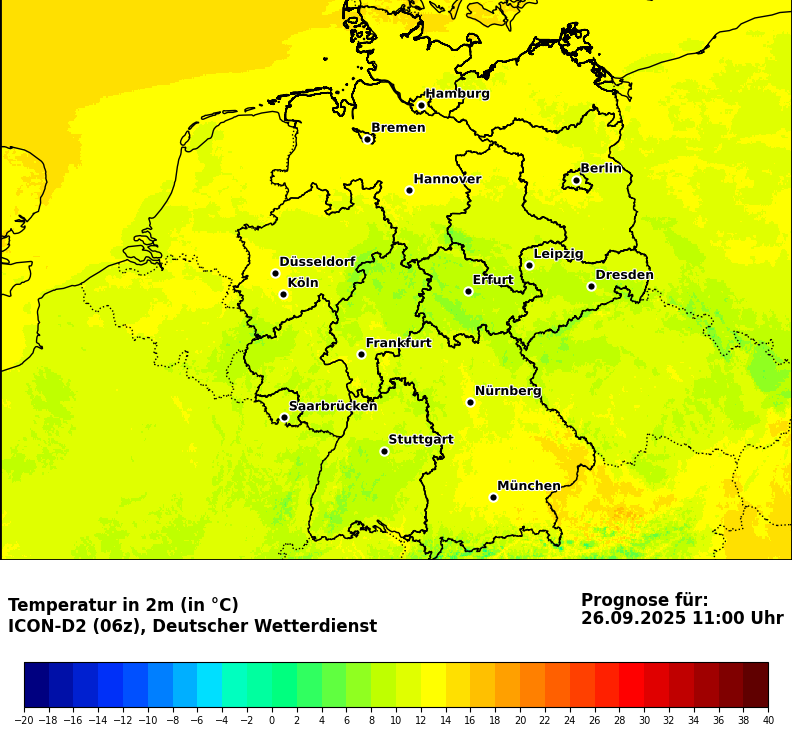 Hamburg
Bremen
Berlin
Hannover
Leipzig
Düsseldorf
Dresden
Köln
Erfurt
Frankfurt
Nürnberg
Saarbrücken
Stuttgart
München
Temperatur in 2m (in °C)
ICON-D2 (06z), Deutscher Wetterdienst
Prognose für:
26.09.2025 11:00 Uhr
−20 −18 −16 −14 −12 −10 −8 −6 −4 −2 0 2 4 6 8 10 12 14 16 18 20 22 24 26 28 30 32 34 36 38 40